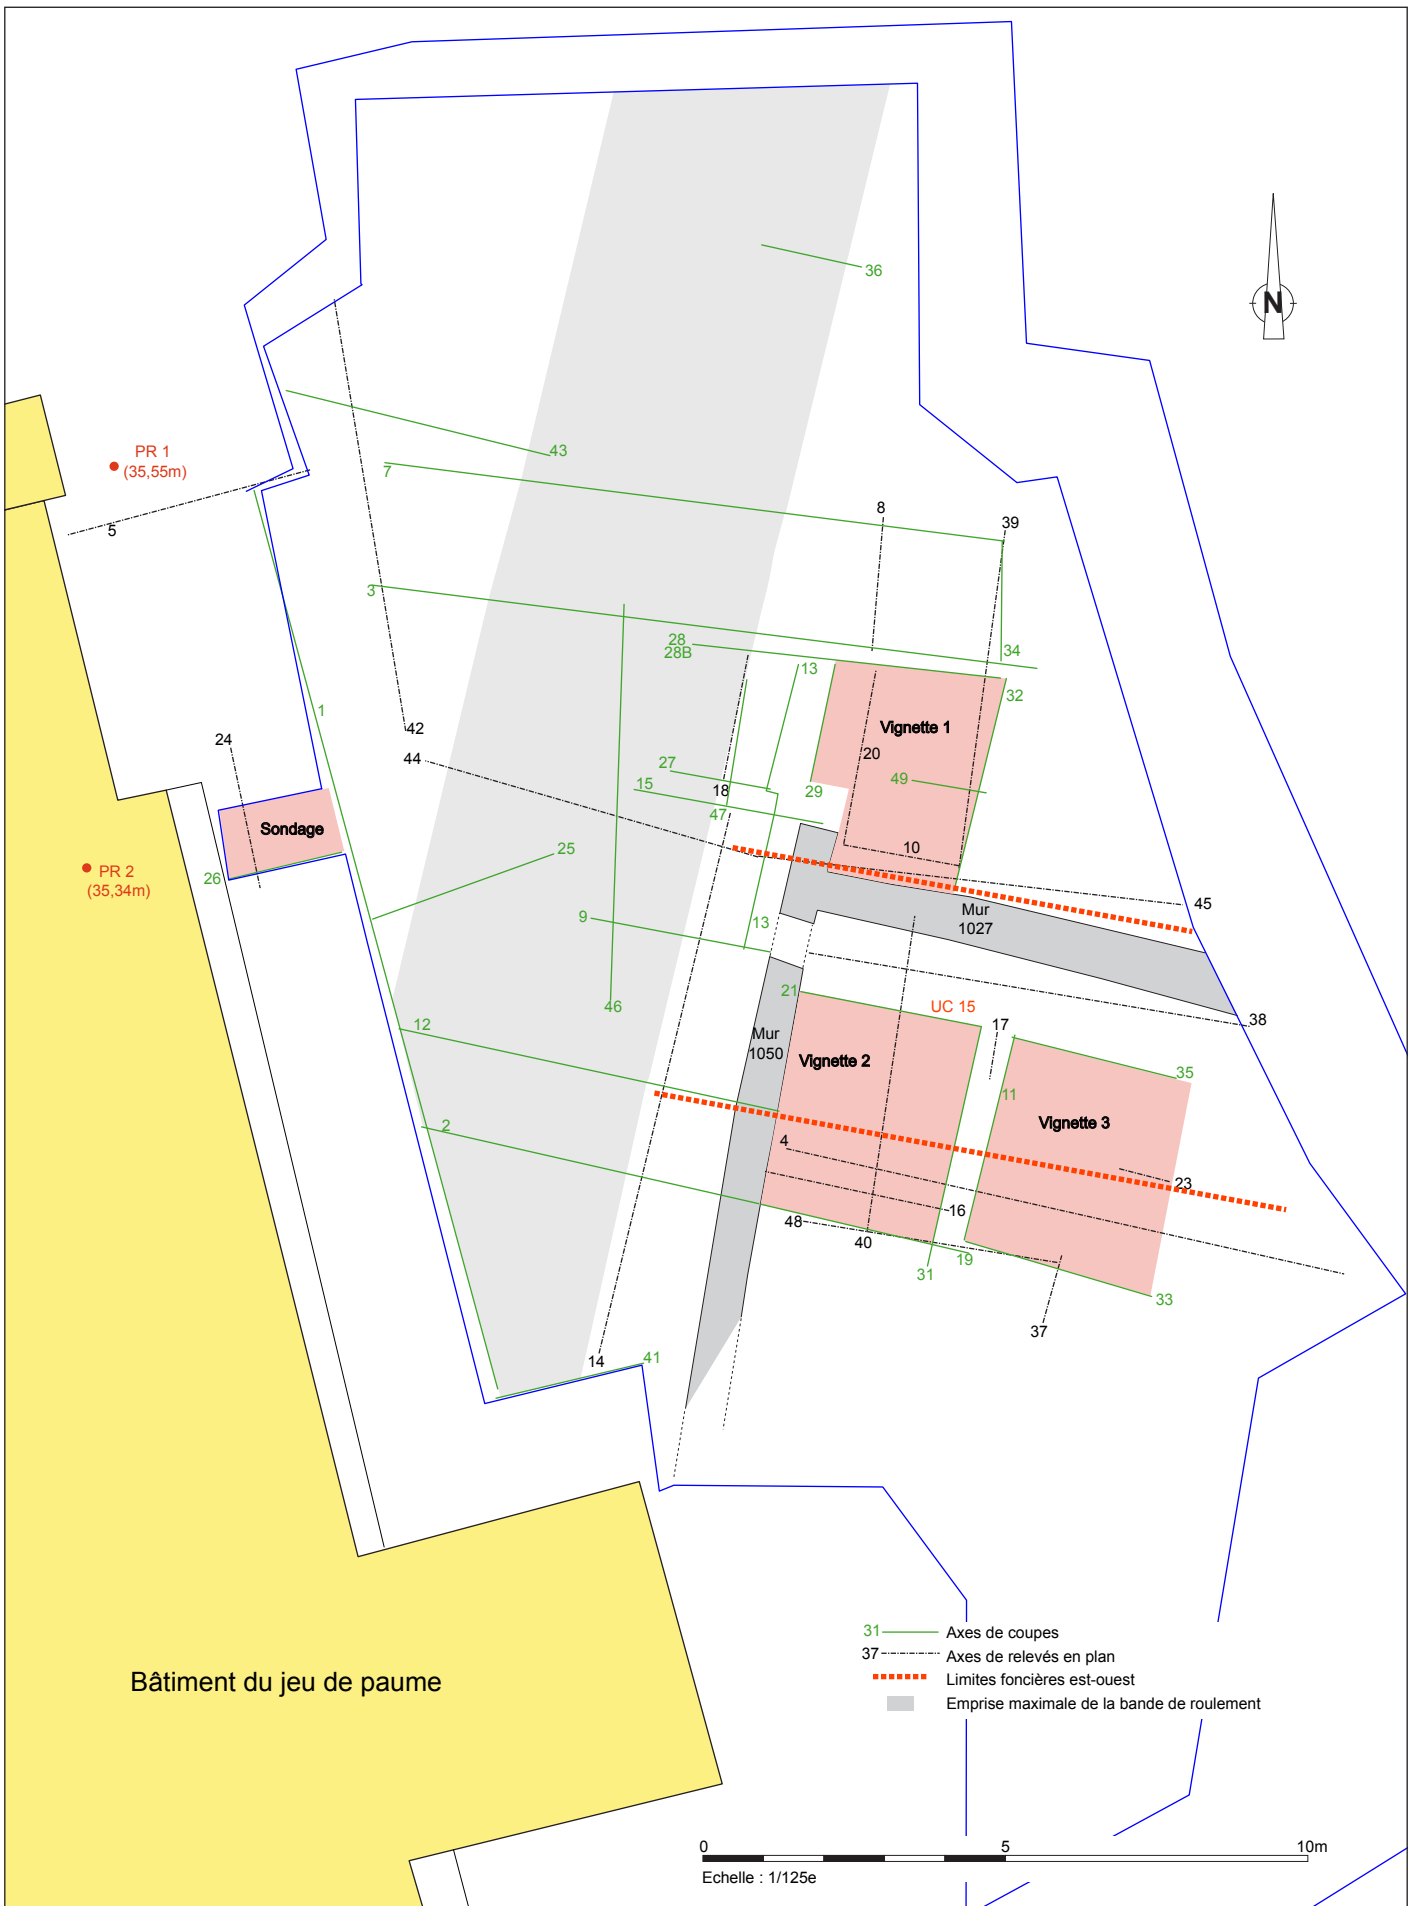 36
N
43
PR 1
(35,55m)
7
5
8
39
3
28
28B
13
34
32
1
Vignette 1
42
24
44
20
27
15
18
49
29
47
Sondage
10
25
PR 2
(35,34m)
26
9
13
45
Mur
1027
21
46
UC 15
38
12
17
Mur
1050
Vignette 2
35
11
2
Vignette 3
4
23
16
48
40
19
31
33
37
14
41
31
Axes de coupes
37
Axes de relevés en plan
Limites foncières est-ouest
Emprise maximale de la bande de roulement
Bâtiment du jeu de paume
0 5 10m
Echelle : 1/125e